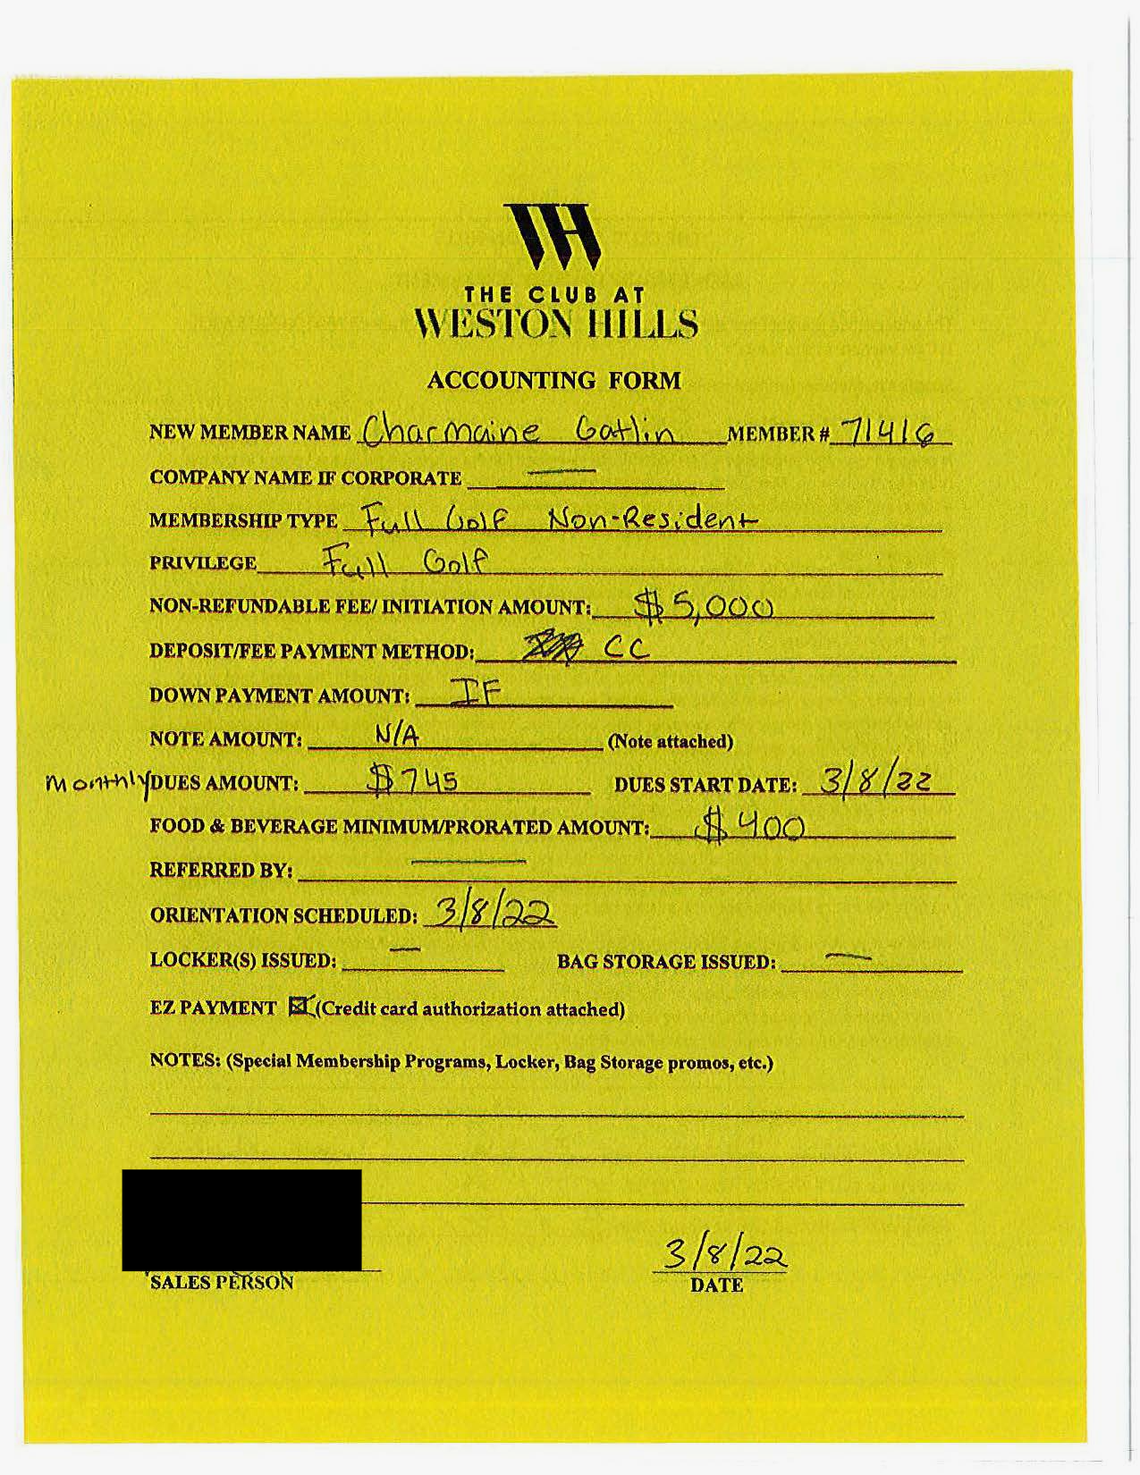 WH
THE CLUB AT
WESTON HILLS
ACCOUNTING FORM
NEW MEMBER NAME Charmaine Gatlin MEMBER # 71416
COMPANY NAME IF CORPORATE —
MEMBERSHIP TYPE Full Golf Non-Resident
PRIVILEGE Full Golf
NON-REFUNDABLE FEE/ INITIATION AMOUNT: $5,000
DEPOSIT/FEE PAYMENT METHOD: CC
DOWN PAYMENT AMOUNT: IF
NOTE AMOUNT: N/A (Note attached)
Monthly DUES AMOUNT: $745 DUES START DATE: 3/8/22
FOOD & BEVERAGE MINIMUM/PRORATED AMOUNT: $400
REFERRED BY: —
ORIENTATION SCHEDULED: 3/8/22
LOCKER(S) ISSUED: — BAG STORAGE ISSUED: —
EZ PAYMENT ☒ (Credit card authorization attached)
NOTES: (Special Membership Programs, Locker, Bag Storage promos, etc.)
3/8/22
SALES PERSON DATE